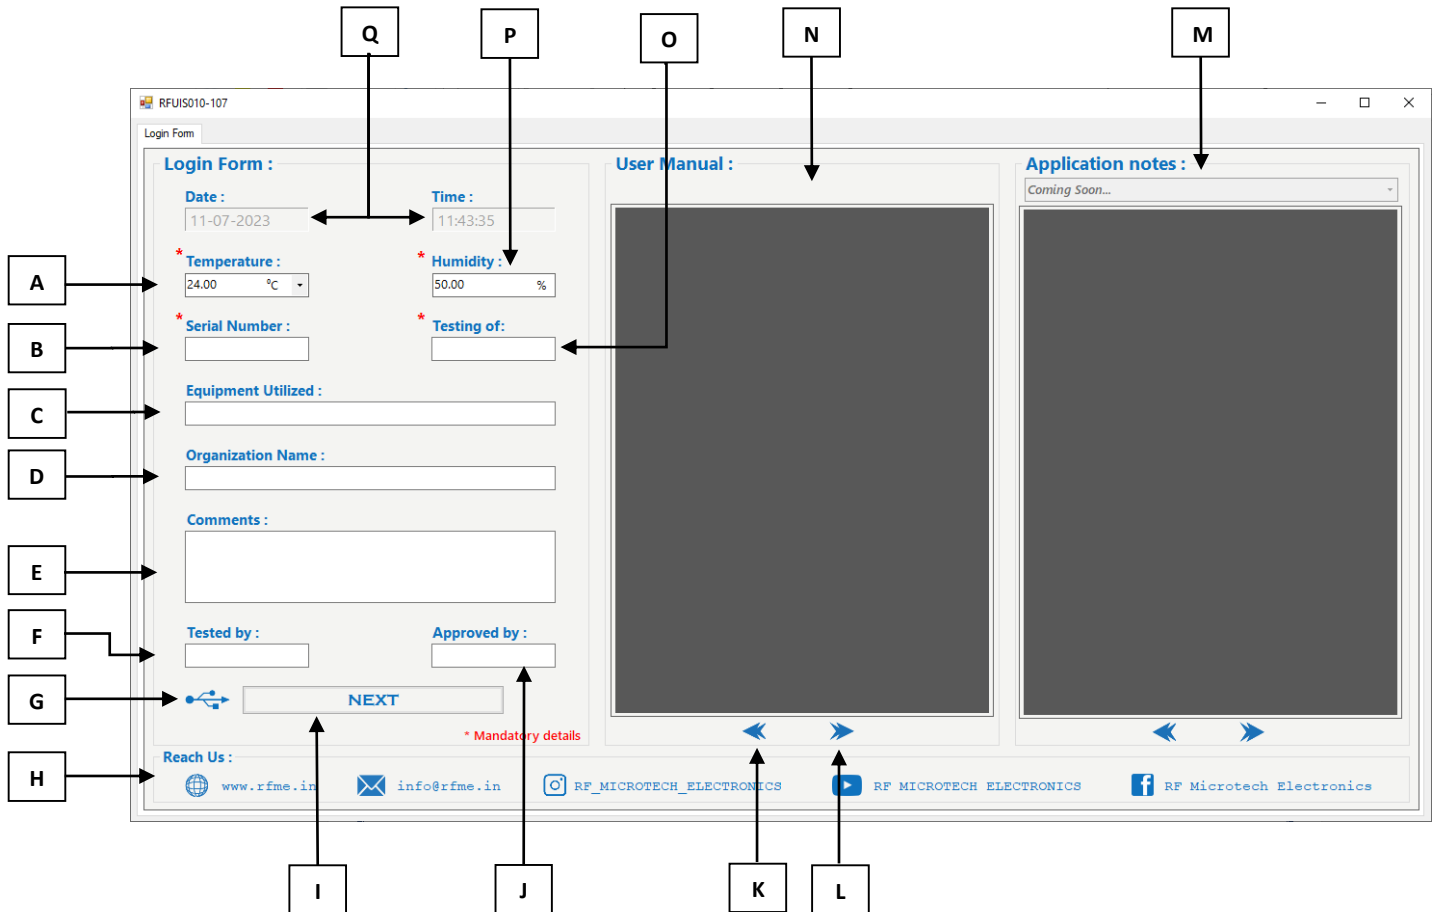 Q
P
O
N
M
RFUIS010-107
Login Form
Login Form :
User Manual :
Application notes :
Coming Soon...
Date :
Time :
11-07-2023
11:43:35
* Temperature :
* Humidity :
A
24.00 °C
50.00 %
* Serial Number :
* Testing of:
B
Equipment Utilized :
C
Organization Name :
D
Comments :
E
Tested by :
Approved by :
F
G
NEXT
* Mandatory details
Reach Us :
H
www.rfme.in
info@rfme.in
RF_MICROTECH_ELECTRONICS
RF MICROTECH ELECTRONICS
RF Microtech Electronics
I
J
K
L